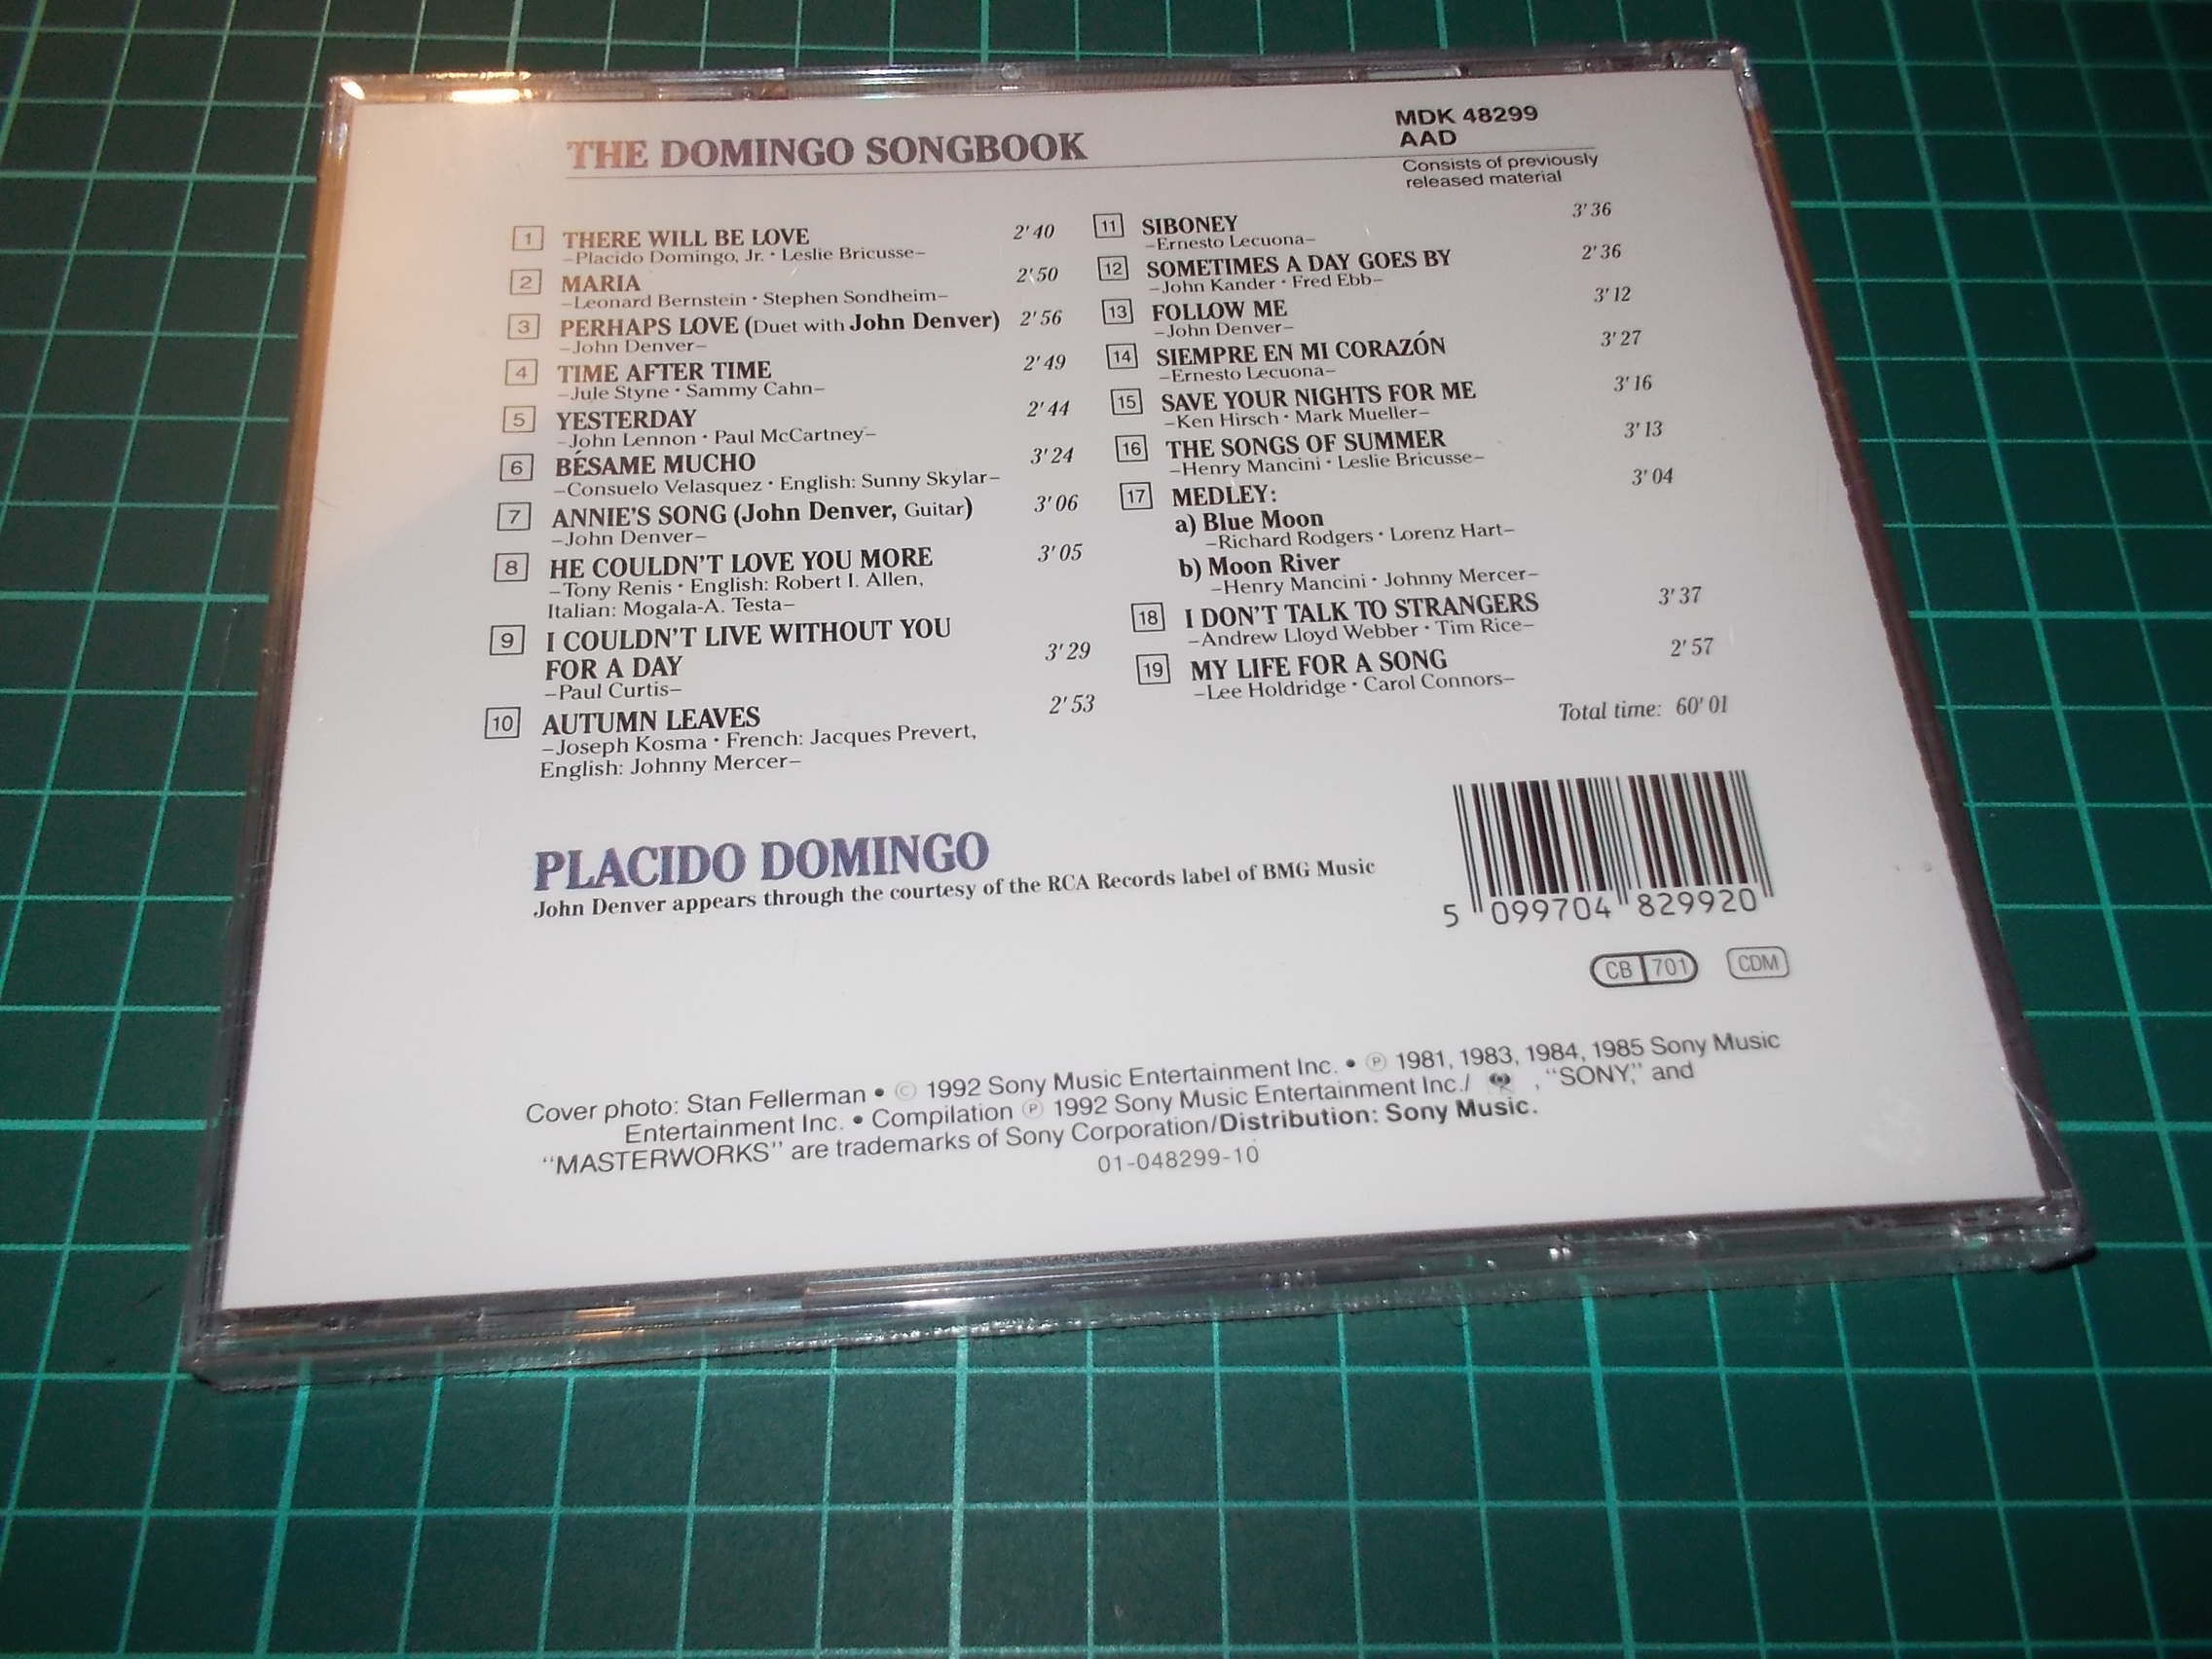 THE DOMINGO SONGBOOK
MDK 48299
AAD
Consists of previously
released material
1 THERE WILL BE LOVE 2'40
–Placido Domingo, Jr. • Leslie Bricusse–
2 MARIA 2'50
–Leonard Bernstein • Stephen Sondheim–
3 PERHAPS LOVE (Duet with John Denver) 2'56
–John Denver–
4 TIME AFTER TIME 2'49
–Jule Styne • Sammy Cahn–
5 YESTERDAY 2'44
–John Lennon • Paul McCartney–
6 BÉSAME MUCHO 3'24
–Consuelo Velasquez • English: Sunny Skylar–
7 ANNIE'S SONG (John Denver, Guitar) 3'06
–John Denver–
8 HE COULDN'T LOVE YOU MORE 3'05
–Tony Renis • English: Robert I. Allen,
Italian: Mogala-A. Testa–
9 I COULDN'T LIVE WITHOUT YOU
FOR A DAY 3'29
–Paul Curtis–
10 AUTUMN LEAVES 2'53
–Joseph Kosma • French: Jacques Prevert,
English: Johnny Mercer–
11 SIBONEY 3'36
–Ernesto Lecuona–
12 SOMETIMES A DAY GOES BY 2'36
–John Kander • Fred Ebb–
13 FOLLOW ME 3'12
–John Denver–
14 SIEMPRE EN MI CORAZÓN 3'27
–Ernesto Lecuona–
15 SAVE YOUR NIGHTS FOR ME 3'16
–Ken Hirsch • Mark Mueller–
16 THE SONGS OF SUMMER 3'13
–Henry Mancini • Leslie Bricusse–
17 MEDLEY: 3'04
a) Blue Moon
–Richard Rodgers • Lorenz Hart–
b) Moon River
–Henry Mancini • Johnny Mercer–
18 I DON'T TALK TO STRANGERS 3'37
–Andrew Lloyd Webber • Tim Rice–
19 MY LIFE FOR A SONG 2'57
–Lee Holdridge • Carol Connors–
Total time: 60'01
PLACIDO DOMINGO
John Denver appears through the courtesy of the RCA Records label of BMG Music
5 099704 829920
CB 701 CDM
Cover photo: Stan Fellerman • © 1992 Sony Music Entertainment Inc. • ℗ 1981, 1983, 1984, 1985 Sony Music
Entertainment Inc. • Compilation ℗ 1992 Sony Music Entertainment Inc./ , "SONY," and
"MASTERWORKS" are trademarks of Sony Corporation/Distribution: Sony Music.
01-048299-10